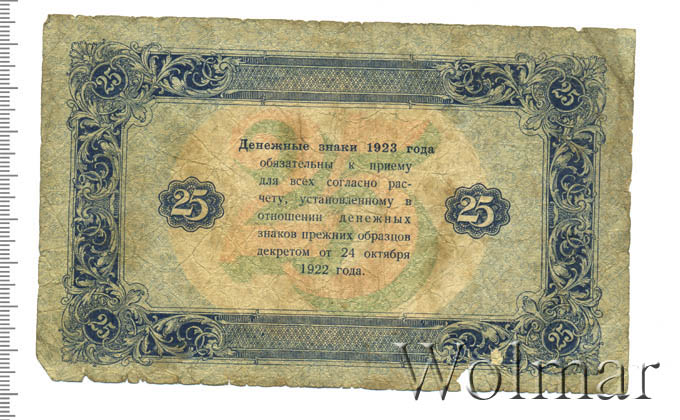 25 25
Денежные знаки 1923 года
обязательны к приему
для всех согласно рас-
чету, установленному в
25 отношении денежных 25
знаков прежних образцов
декретом от 24 октября
1922 года.
25 25
Wolmar